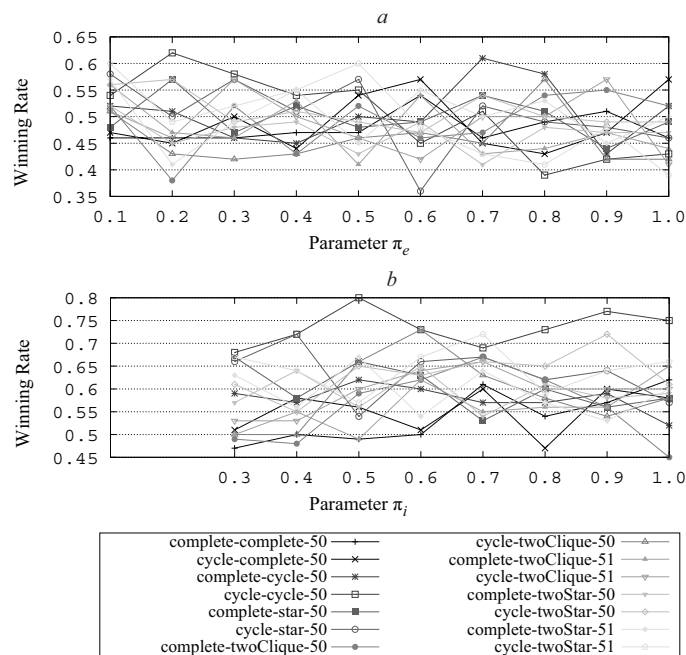 a
0.65
0.6
0.55
0.5
0.45
0.4
0.35
Winning Rate
0.1 0.2 0.3 0.4 0.5 0.6 0.7 0.8 0.9 1.0
Parameter π_e
b
0.8
0.75
0.7
0.65
0.6
0.55
0.5
0.45
Winning Rate
0.3 0.4 0.5 0.6 0.7 0.8 0.9 1.0
Parameter π_i
complete-complete-50
cycle-complete-50
complete-cycle-50
cycle-cycle-50
complete-star-50
cycle-star-50
complete-twoClique-50
cycle-twoClique-50
complete-twoClique-51
cycle-twoClique-51
complete-twoStar-50
cycle-twoStar-50
complete-twoStar-51
cycle-twoStar-51